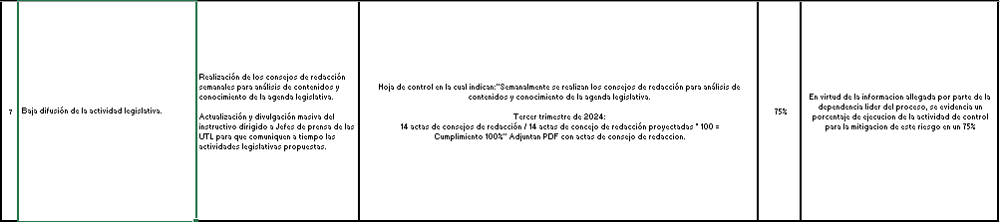 7
Baja difusión de la actividad legislativa.
Realización de los consejos de redacción
semanales para análisis de contenidos y
conocimiento de la agenda legislativa.
Actualización y divulgación masiva del
instructivo dirigido a Jefes de prensa de las
UTL para que comuniquen a tiempo las
actividades legislativas propuestas.
Hoja de control en la cual indican:"Semanalmente se realizan los consejos de redacción para análisis de
contenidos y conocimiento de la agenda legislativa.
Tercer trimestre de 2024:
14 actas de consejos de redacción / 14 actas de concejo de redacción proyectadas * 100 =
Cumplimiento 100%" Adjuntan PDF con actas de consejo de redaccion.
75%
En virtud de la informacion allegada por parte de la
dependencia lider del proceso, se evidencia un
porcentaje de ejecucion de la actividad de control
para la mitigacion de este riesgo en un 75%